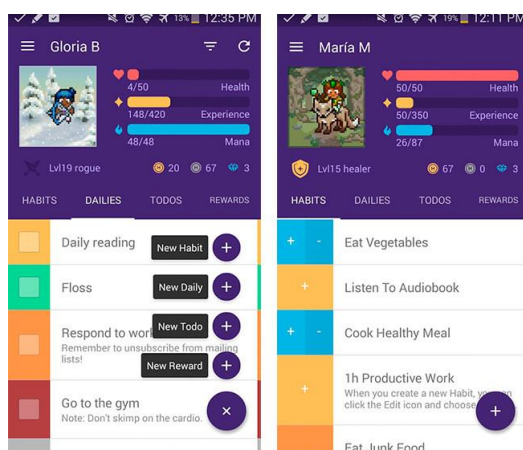 13% 12:35 PM
Gloria B
4/50 Health
148/420 Experience
48/48 Mana
Lvl19 rogue 20 67 3
HABITS DAILIES TODOS REWARDS
Daily reading
New Habit +
Floss
New Daily +
Respond to wor
New Todo +
Remember to unsubscribe from mailing
lists!
New Reward +
Go to the gym
Note: Don't skimp on the cardio.
×
19% 12:11 PM
María M
50/50 Health
50/350 Experience
26/87 Mana
Lvl15 healer 67 0 3
HABITS DAILIES TODOS REWARDS
+ - Eat Vegetables
+ Listen To Audiobook
+ - Cook Healthy Meal
1h Productive Work
+ When you create a new Habit, you can
click the Edit icon and choose
+
Eat Junk Food